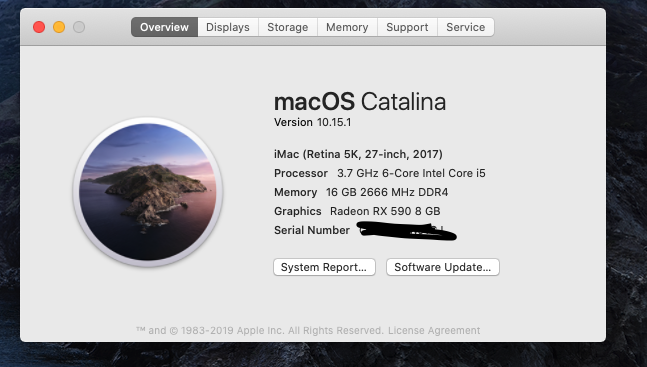 Overview Displays Storage Memory Support Service
macOS Catalina
Version 10.15.1
iMac (Retina 5K, 27-inch, 2017)
Processor 3.7 GHz 6-Core Intel Core i5
Memory 16 GB 2666 MHz DDR4
Graphics Radeon RX 590 8 GB
Serial Number
System Report... Software Update...
™ and © 1983-2019 Apple Inc. All Rights Reserved. License Agreement